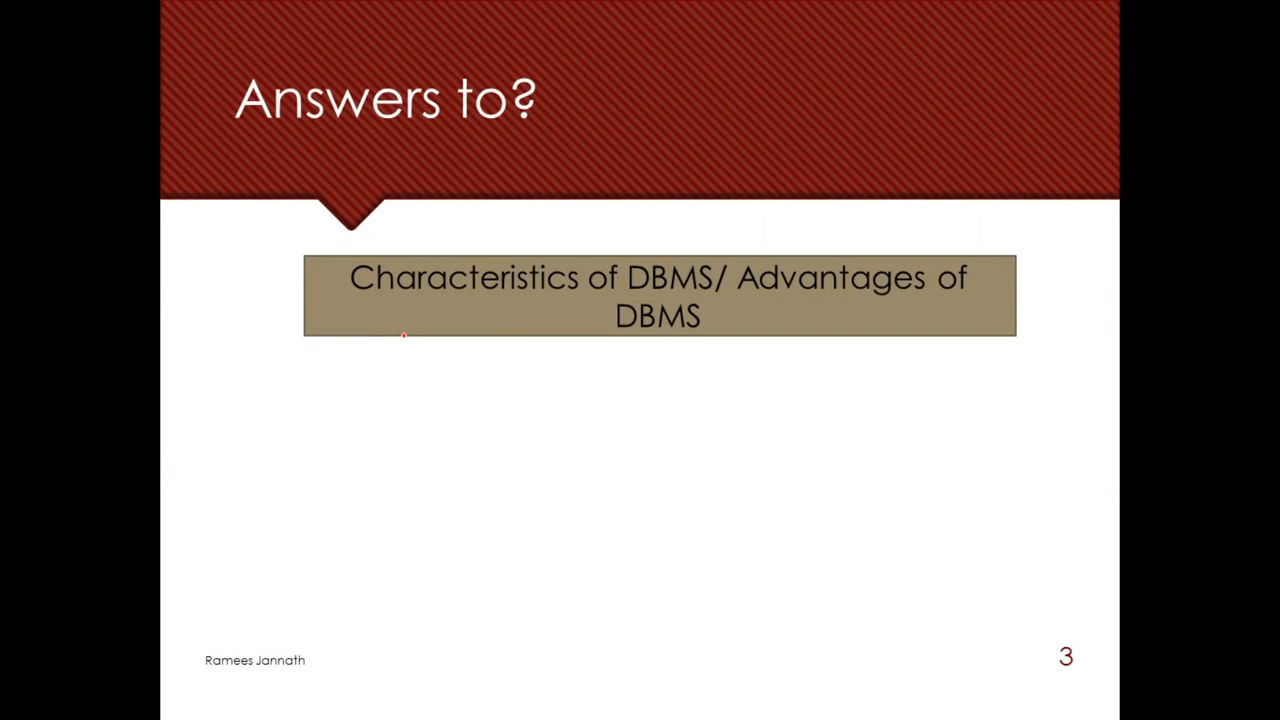 Answers to?
Characteristics of DBMS/ Advantages of
DBMS
Ramees Jannath
3